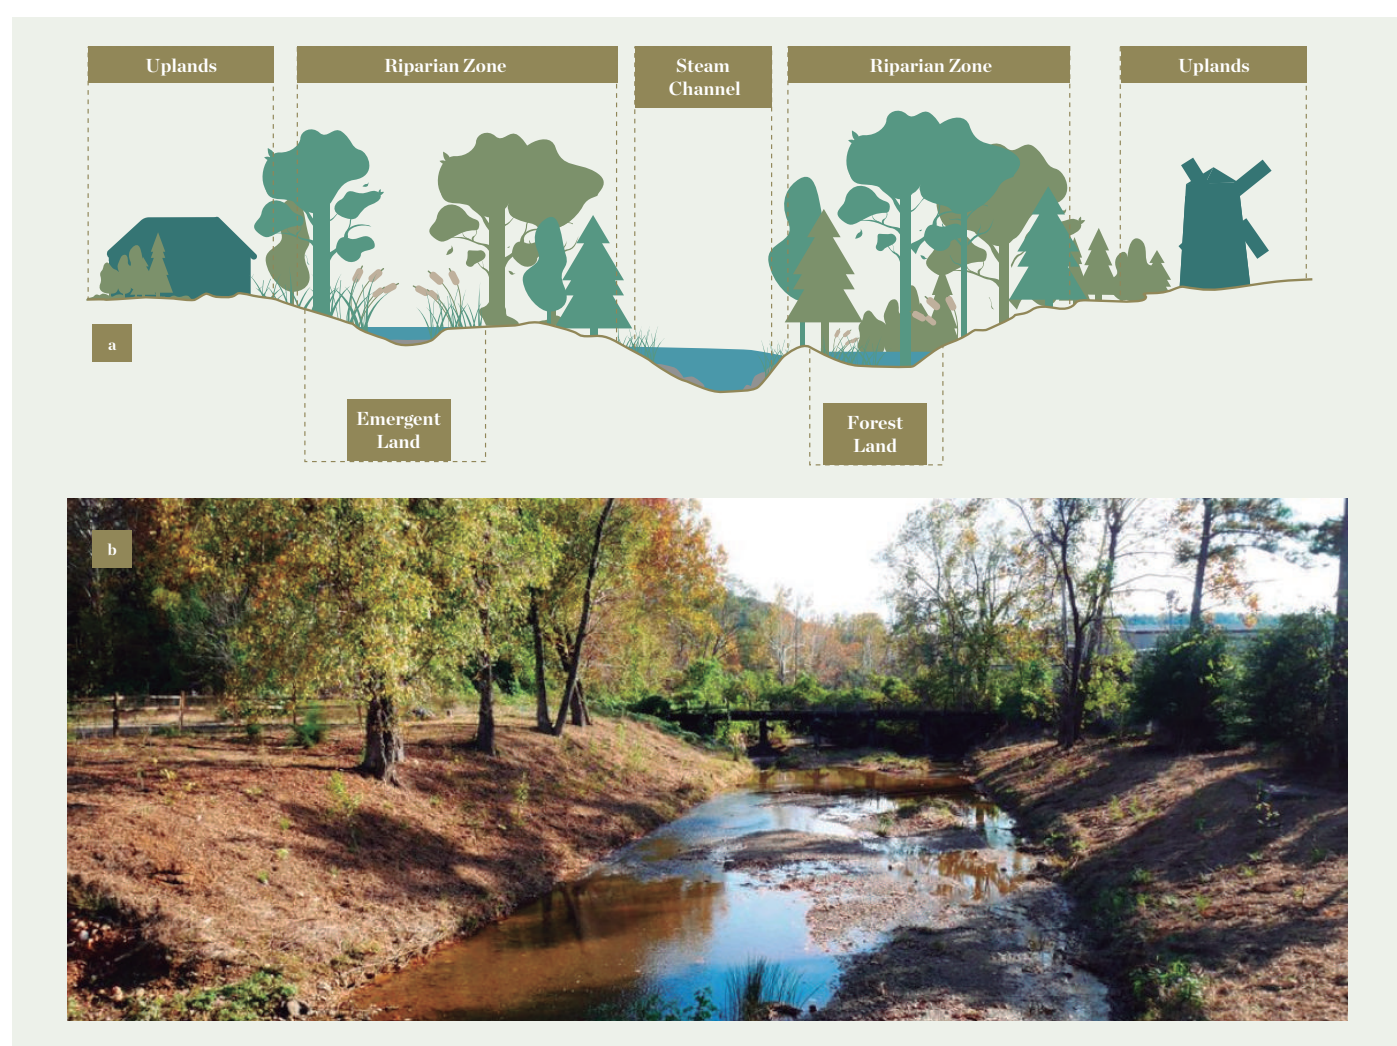 Uplands
Riparian Zone
Steam
Channel
Riparian Zone
Uplands
a
Emergent
Land
Forest
Land
b